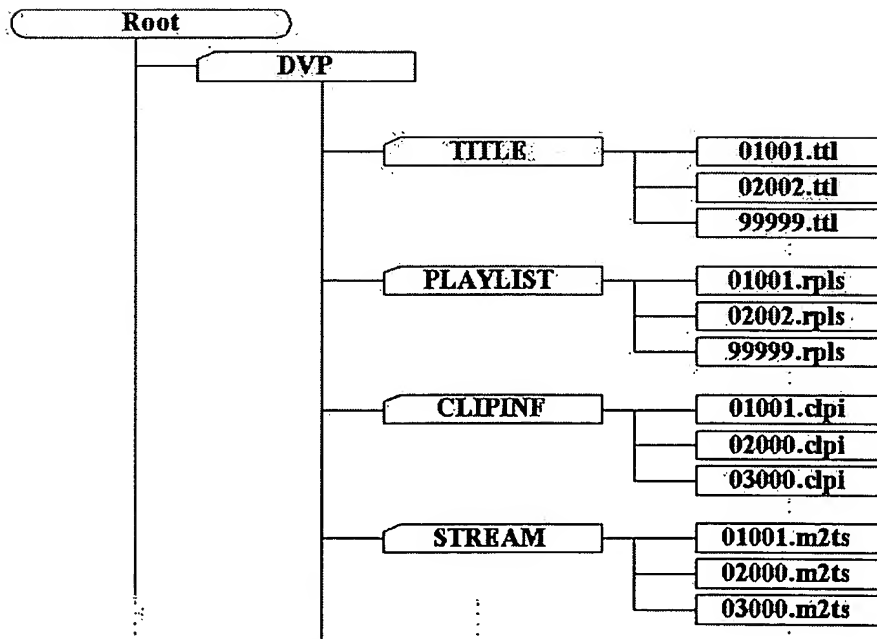 Root
DVP
TITLE
01001.ttl
02002.ttl
99999.ttl
PLAYLIST
01001.rpls
02002.rpls
99999.rpls
CLIPINF
01001.clpi
02000.clpi
03000.clpi
STREAM
01001.m2ts
02000.m2ts
03000.m2ts